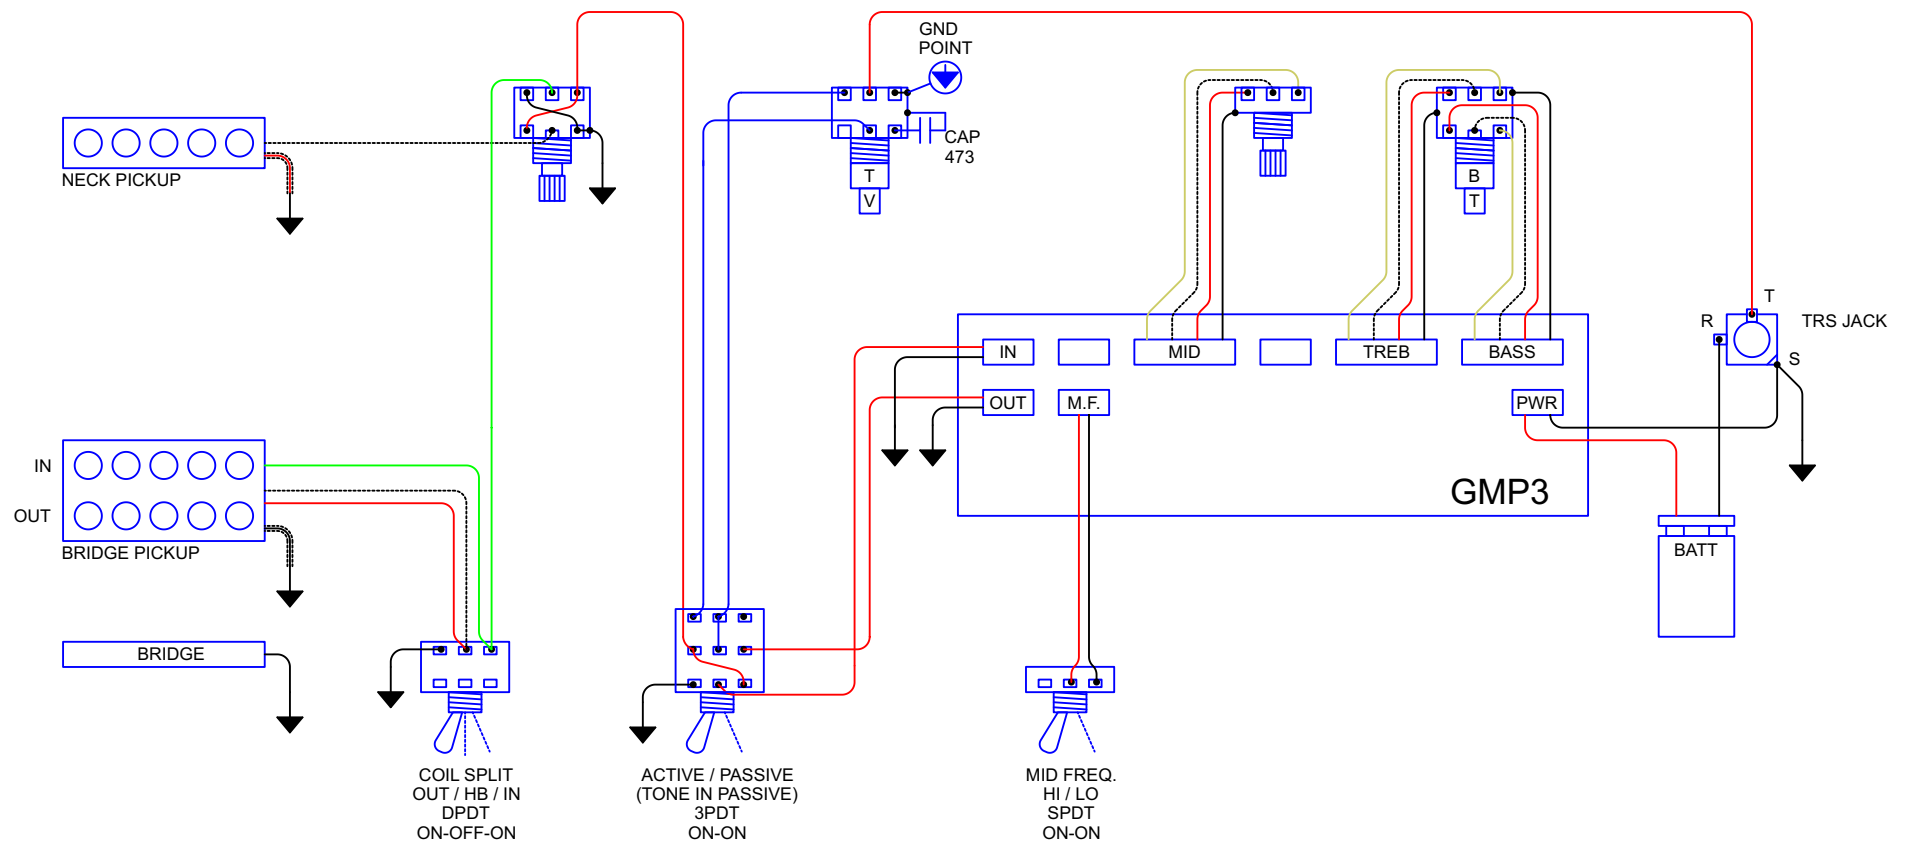 GND
POINT
CAP
473
T
V
B
T
NECK PICKUP
T
R
TRS JACK
S
IN
MID
TREB
BASS
OUT
M.F.
PWR
GMP3
IN
OUT
BRIDGE PICKUP
BATT
BRIDGE
COIL SPLIT
OUT / HB / IN
DPDT
ON-OFF-ON
ACTIVE / PASSIVE
(TONE IN PASSIVE)
3PDT
ON-ON
MID FREQ.
HI / LO
SPDT
ON-ON